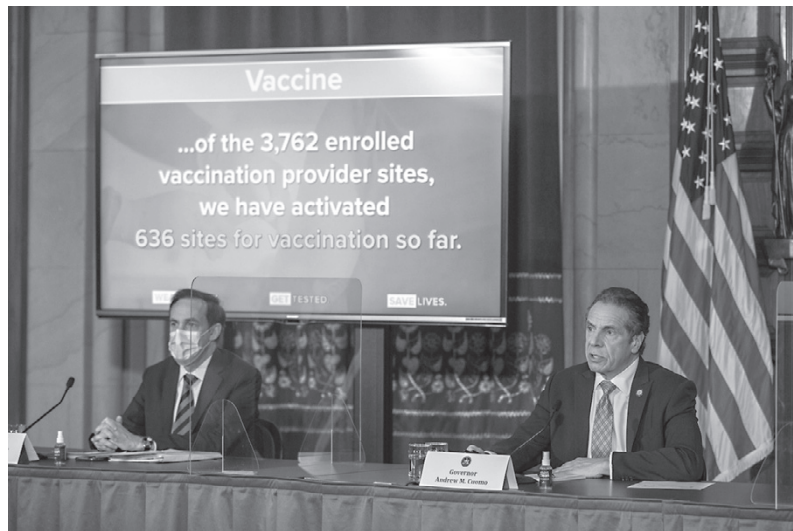 Vaccine
...of the 3,762 enrolled
vaccination provider sites,
we have activated
636 sites for vaccination so far.
GET TESTED
SAVE LIVES.
Governor
Andrew M. Cuomo